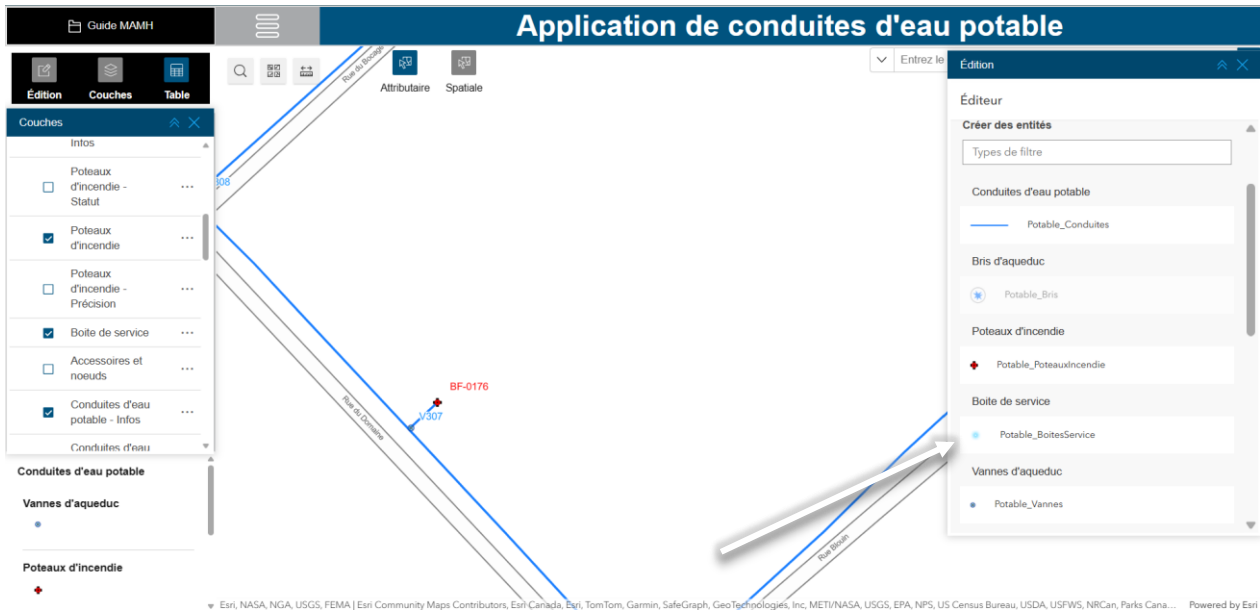 Guide MAMH
Application de conduites d'eau potable
Édition
Couches
Table
Attributaire
Spatiale
Entrez le
Couches
Infos
Poteaux
d'incendie -
Statut
Poteaux
d'incendie
Poteaux
d'incendie -
Précision
Boite de service
Accessoires et
noeuds
Conduites d'eau
potable - Infos
Conduites d'eau
Conduites d'eau potable
Vannes d'aqueduc
Poteaux d'incendie
Rue du Bocage
308
BF-0176
V307
Rue du Domaine
Rue Blouin
Édition
Éditeur
Créer des entités
Types de filtre
Conduites d'eau potable
Potable_Conduites
Bris d'aqueduc
Potable_Bris
Poteaux d'incendie
Potable_PoteauxIncendie
Boite de service
Potable_BoitesService
Vannes d'aqueduc
Potable_Vannes
Esri, NASA, NGA, USGS, FEMA | Esri Community Maps Contributors, Esri Canada, Esri, TomTom, Garmin, SafeGraph, GeoTechnologies, Inc, METI/NASA, USGS, EPA, NPS, US Census Bureau, USDA, USFWS, NRCan, Parks Cana... Powered by Esri